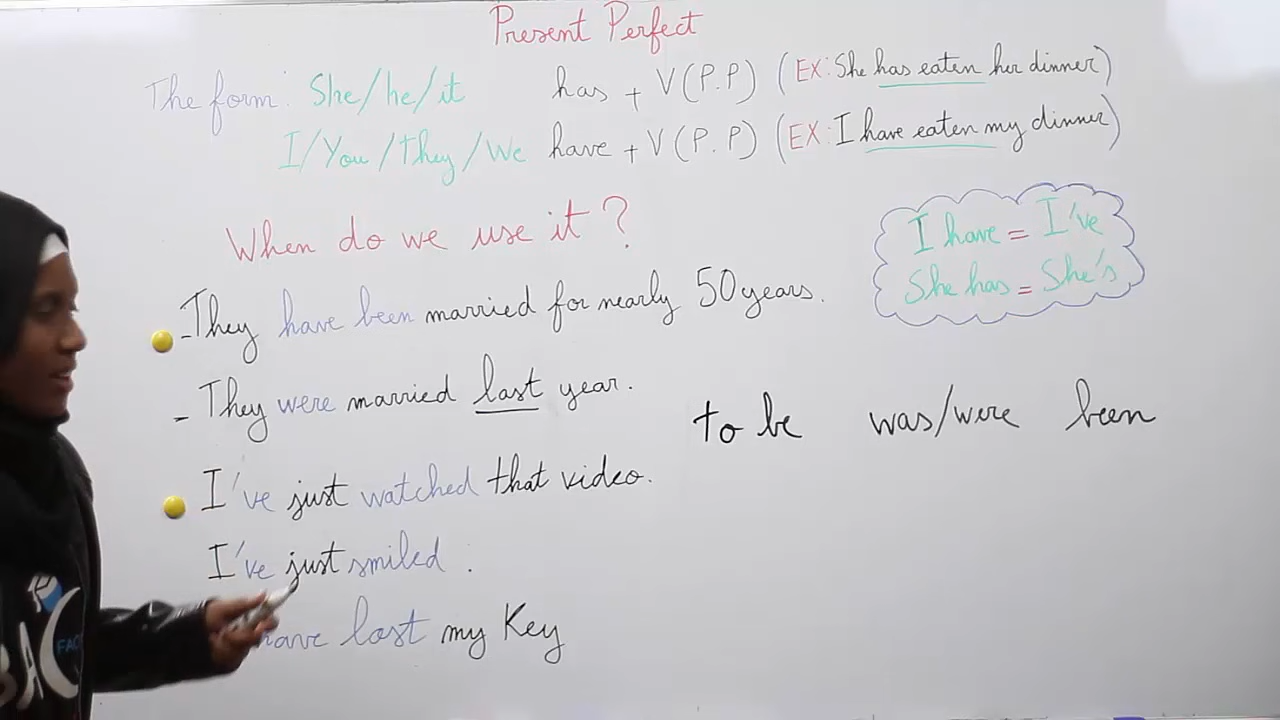 Present Perfect
The form: She/he/it has + V(P.P) (EX: She has eaten her dinner)
I/You/They/We have + V(P.P) (EX: I have eaten my dinner)
When do we use it?
I have = I've
She has = She's
- They have been married for nearly 50 years.
- They were married last year.
to be was/were been
I've just watched that video.
I've just smiled.
have lost my Key
FAC